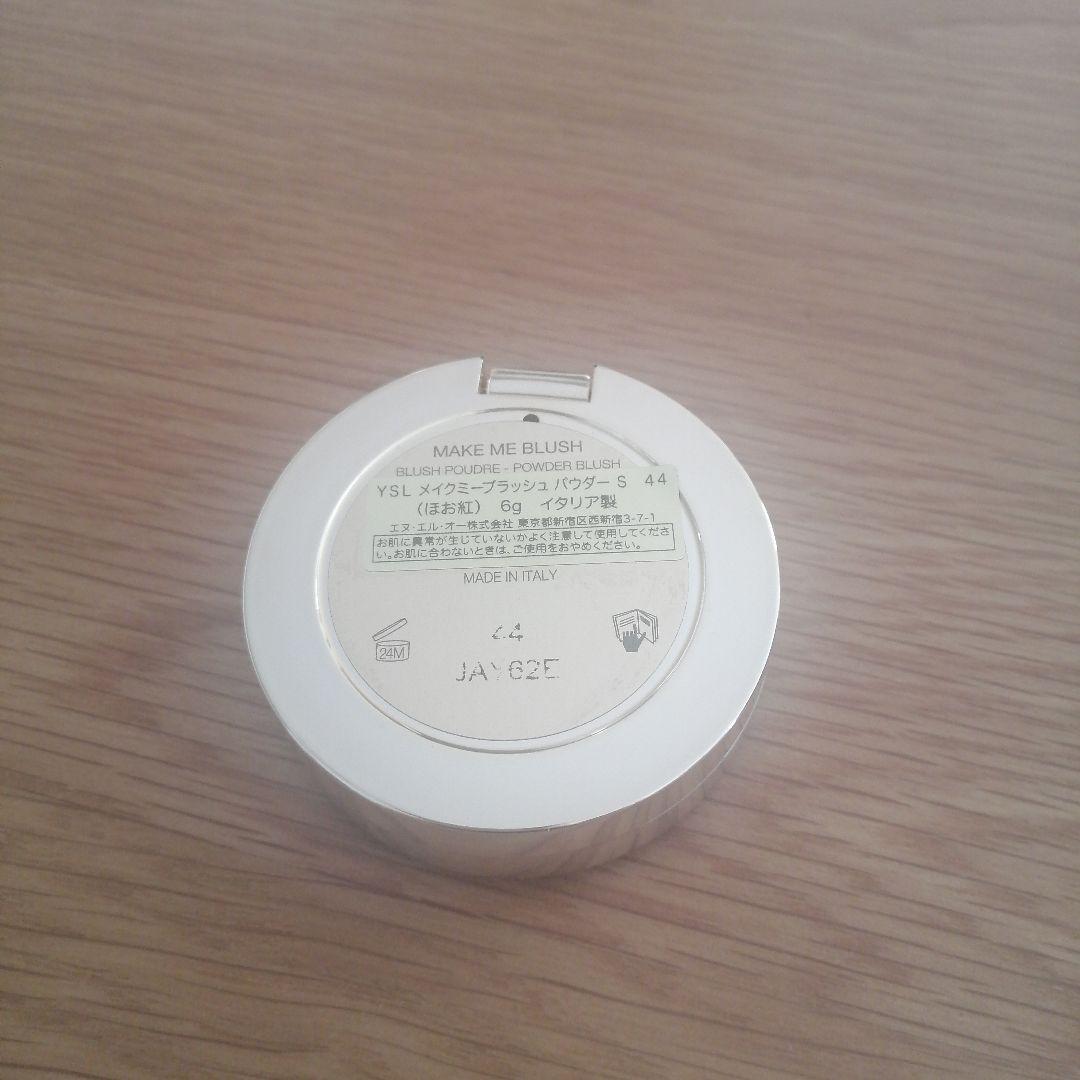 MAKE ME BLUSH
BLUSH POUDRE - POWDER BLUSH
YSL メイクミーブラッシュ パウダー S 44
（ほお紅） 6g イタリア製
エヌ・エル・オー株式会社 東京都新宿区西新宿3-7-1
お肌に異常が生じていないかよく注意して使用してくださ
い。お肌に合わないときは、ご使用をおやめください。
MADE IN ITALY
24M
44
JAY62E